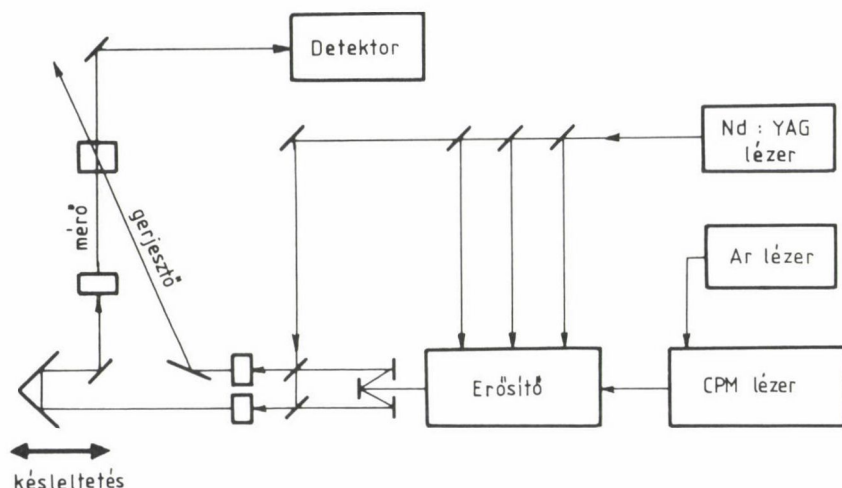 Detektor
Nd : YAG
lézer
mérő
gerjesztő
Ar lézer
Erősítő
CPM lézer
késleltetés